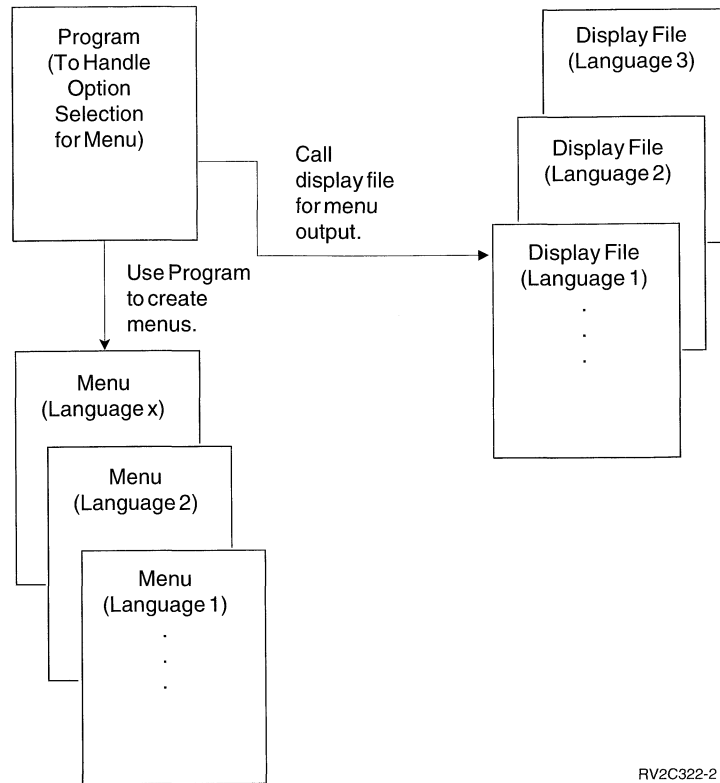 Program
(To Handle
Option
Selection
for Menu)
Call
display file
for menu
output.
Display File
(Language 3)
Display File
(Language 2)
Display File
(Language 1)
.
.
.
Use Program
to create
menus.
Menu
(Language x)
Menu
(Language 2)
Menu
(Language 1)
.
.
.
RV2C322-2